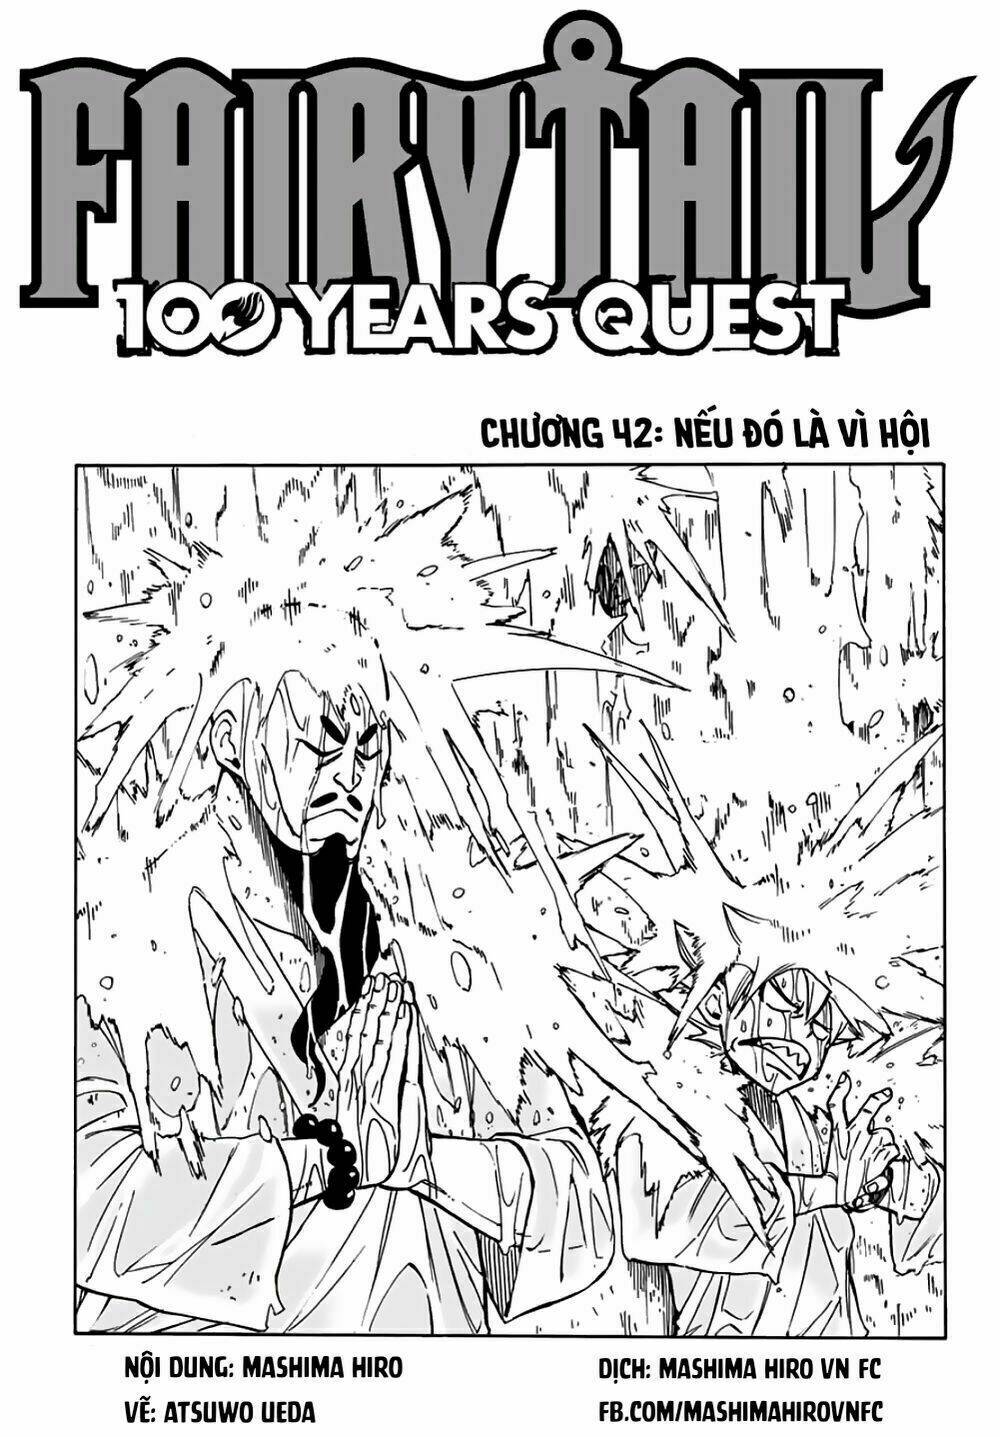 FAIRY TAIL
100 YEARS QUEST
CHƯƠNG 42: NẾU ĐÓ LÀ VÌ HỘI
NỘI DUNG: MASHIMA HIRO
VẼ: ATSUWO UEDA
DỊCH: MASHIMA HIRO VN FC
FB.COM/MASHIMAHIROVNFC